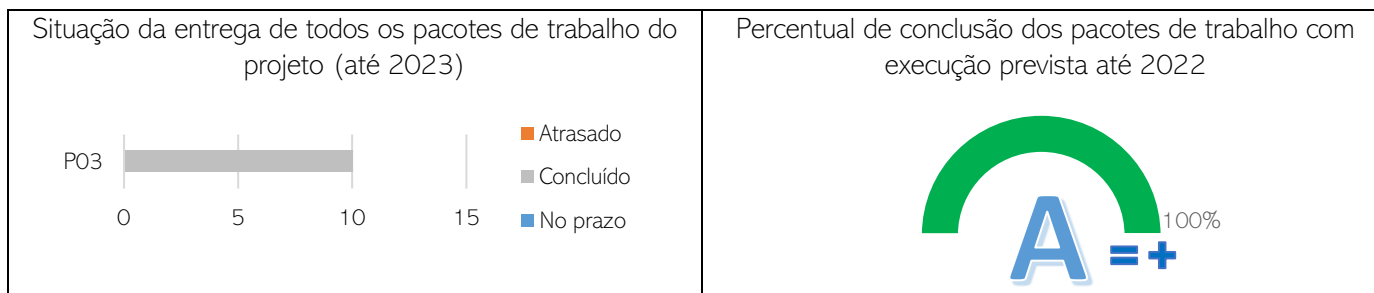 Situação da entrega de todos os pacotes de trabalho do
projeto (até 2023)
P03
0
5
10
15
Atrasado
Concluído
No prazo
Percentual de conclusão dos pacotes de trabalho com
execução prevista até 2022
100%
A = +